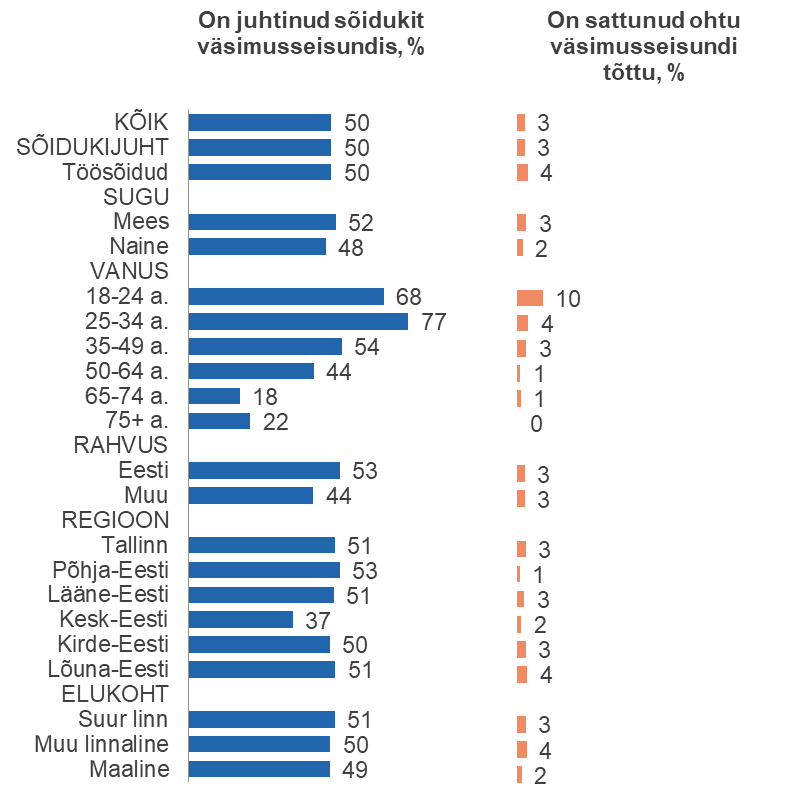 On juhtinud sõidukit
väsimusseisundis, %
On sattunud ohtu
väsimusseisundi
tõttu, %
KÕIK 50 3
SÕIDUKIJUHT 50 3
Töösõidud 50 4
SUGU
Mees 52 3
Naine 48 2
VANUS
18-24 a. 68 10
25-34 a. 77 4
35-49 a. 54 3
50-64 a. 44 1
65-74 a. 18 1
75+ a. 22 0
RAHVUS
Eesti 53 3
Muu 44 3
REGIOON
Tallinn 51 3
Põhja-Eesti 53 1
Lääne-Eesti 51 3
Kesk-Eesti 37 2
Kirde-Eesti 50 3
Lõuna-Eesti 51 4
ELUKOHT
Suur linn 51 3
Muu linnaline 50 4
Maaline 49 2